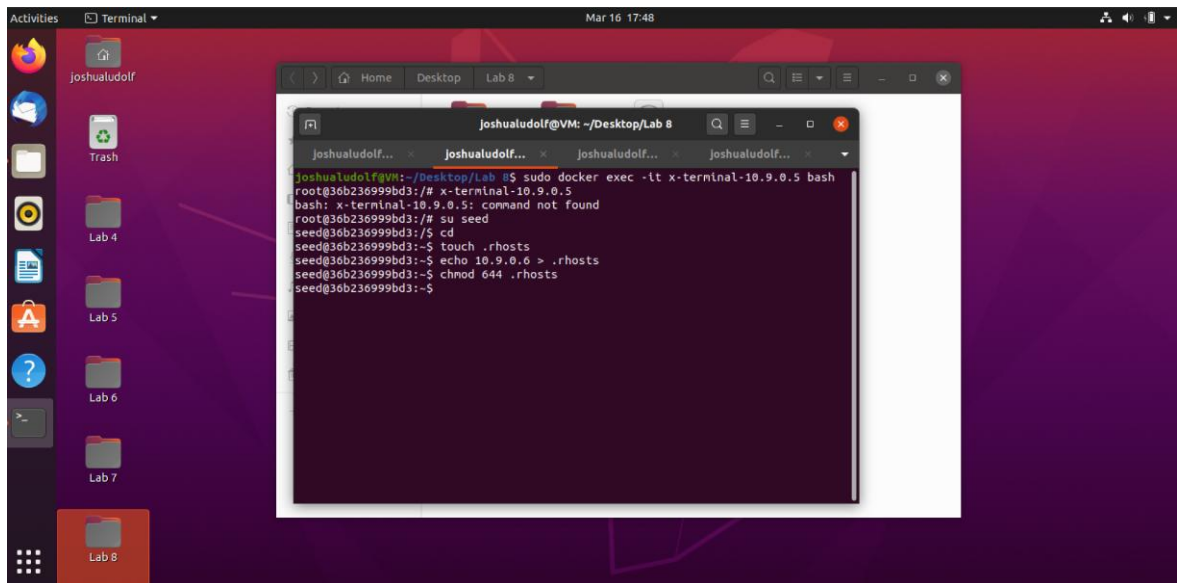 Activities Terminal Mar 16 17:48
joshualudolf
Trash
Lab 4
Lab 5
Lab 6
Lab 7
Lab 8
Home Desktop Lab 8
joshualudolf@VM: ~/Desktop/Lab 8
joshualudolf... joshualudolf... joshualudolf... joshualudolf...
joshualudolf@VM:~/Desktop/Lab 8$ sudo docker exec -it x-terminal-10.9.0.5 bash
root@36b236999bd3:/# x-terminal-10.9.0.5
bash: x-terminal-10.9.0.5: command not found
root@36b236999bd3:/# su seed
seed@36b236999bd3:/$ cd
seed@36b236999bd3:~$ touch .rhosts
seed@36b236999bd3:~$ echo 10.9.0.6 > .rhosts
seed@36b236999bd3:~$ chmod 644 .rhosts
seed@36b236999bd3:~$